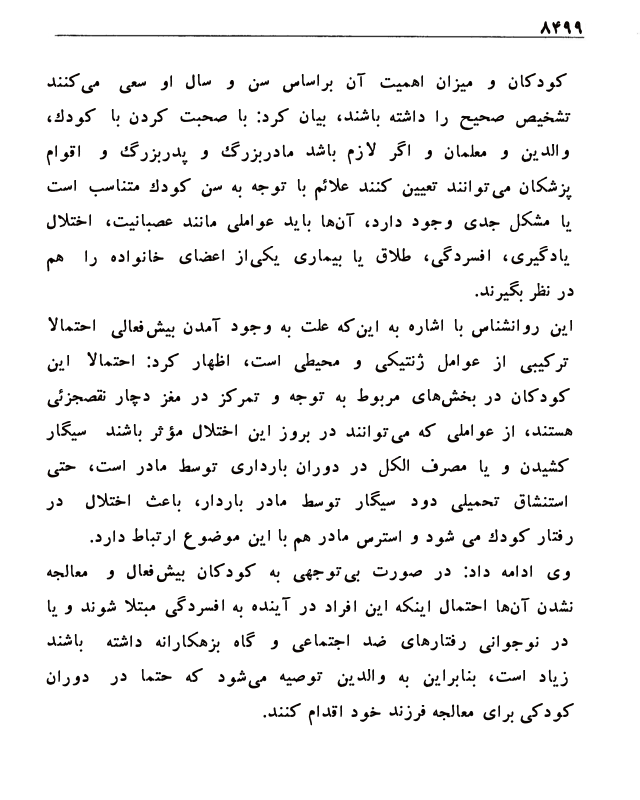 ۸۴۹۹
کودکان و میزان اهمیت آن براساس سن و سال او سعی می‌کنند
تشخیص صحیح را داشته باشند، بیان کرد: با صحبت کردن با کودك،
والدین و معلمان و اگر لازم باشد مادربزرگ و پدربزرگ و اقوام
پزشکان می‌توانند تعیین کنند علائم با توجه به سن کودك متناسب است
یا مشکل جدی وجود دارد، آن‌ها باید عواملی مانند عصبانیت، اختلال
یادگیری، افسردگی، طلاق یا بیماری یکی‌از اعضای خانواده را هم
در نظر بگیرند.
این روانشناس با اشاره به این‌که علت به وجود آمدن بیش‌فعالی احتمالا
ترکیبی از عوامل ژنتیکی و محیطی است، اظهار کرد: احتمالا این
کودکان در بخش‌های مربوط به توجه و تمرکز در مغز دچار نقصجزئی
هستند، از عواملی که می‌توانند در بروز این اختلال مؤثر باشند سیگار
کشیدن و یا مصرف الکل در دوران بارداری توسط مادر است، حتی
استنشاق تحمیلی دود سیگار توسط مادر باردار، باعث اختلال در
رفتار کودك می شود و استرس مادر هم با این موضوع ارتباط دارد.
وی ادامه داد: در صورت بی‌توجهی به کودکان بیش‌فعال و معالجه
نشدن آن‌ها احتمال اینکه این افراد در آینده به افسردگی مبتلا شوند و یا
در نوجوانی رفتارهای ضد اجتماعی و گاه بزهکارانه داشته باشند
زیاد است، بنابراین به والدین توصیه می‌شود که حتما در دوران
کودکی برای معالجه فرزند خود اقدام کنند.